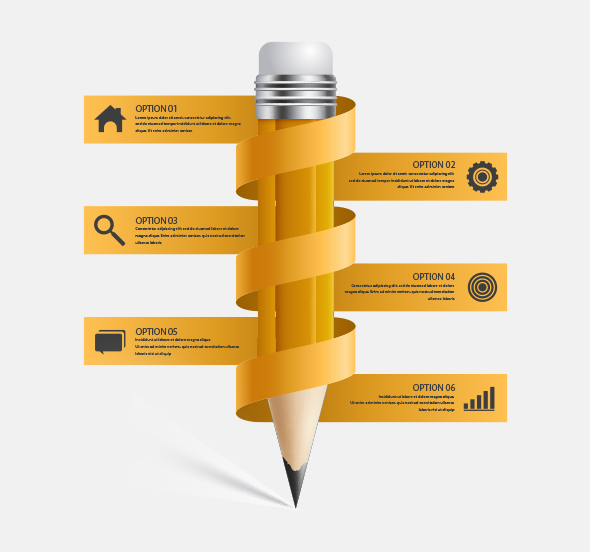 OPTION 01
Lorem ipsum dolor sit amet consectetur adipiscing elit,
sed do eiusmod tempor incididunt ut labore et dolore magna
aliqua. Ut enim ad minim veniam
OPTION 02
Lorem ipsum dolor sit amet consectetur adipiscing elit,
sed do eiusmod tempor incididunt ut labore et dolore magna
aliqua. Ut enim ad minim veniam
OPTION 03
Consectetur adipiscing elit, sed do eiusmod labore et dolore
magna aliqua. Enim ad minim veniam, quis nostrud exercitation
ullamco laboris
OPTION 04
Consectetur adipiscing elit, sed do eiusmod labore et dolore
magna aliqua. Enim ad minim veniam, quis nostrud exercitation
ullamco laboris
OPTION 05
Incididunt ut labore et dolore magna aliqua.
Ut enim ad minim veniam, quis nostrud exercitation ullamco
laboris nisi ut aliquip
OPTION 06
Incididunt ut labore et dolore magna aliqua.
Ut enim ad minim veniam, quis nostrud exercitation ullamco
laboris nisi ut aliquip